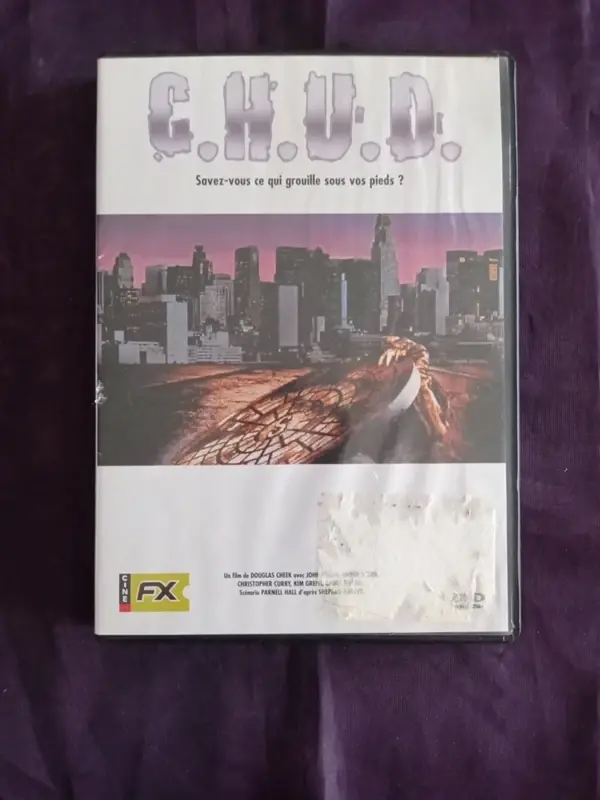 C.H.U.D.
Savez-vous ce qui grouille sous vos pieds ?
Un film de DOUGLAS CHEEK avec JOHN
CHRISTOPHER CURRY, KIM GREIST,
Scénario PARNELL HALL d'après
CINE
FX